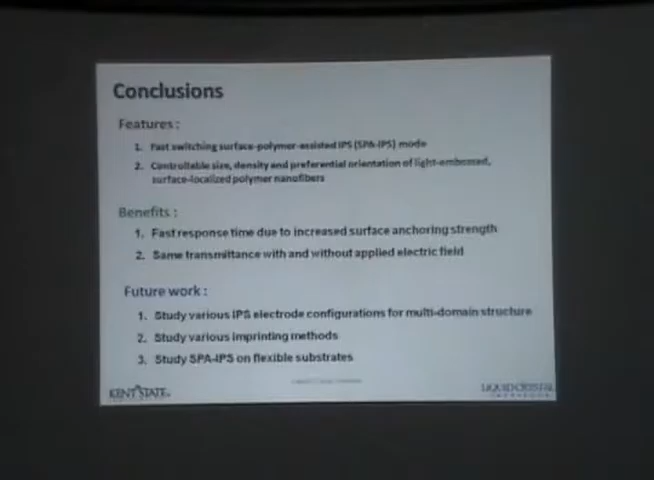 Conclusions
Features :
1. Fast switching surface-polymer-assisted IPS (SPA-IPS) mode
2. Controllable size, density and preferential orientation of light-embossed,
surface-localized polymer nanofibers
Benefits :
1. Fast response time due to increased surface anchoring strength
2. Same transmittance with and without applied electric field
Future work :
1. Study various IPS electrode configurations for multi-domain structure
2. Study various imprinting methods
3. Study SPA-IPS on flexible substrates
KENT STATE
LIQUID CRYSTAL